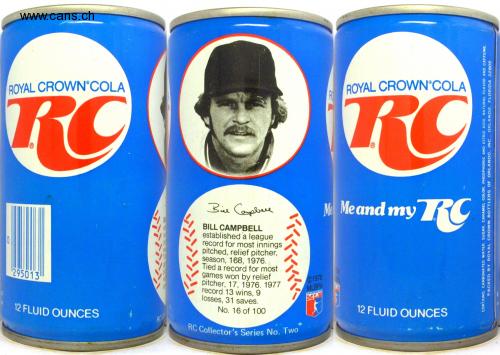 www.cans.ch
ROYAL CROWN®COLA
RC
295013
12 FLUID OUNCES
Bill Campbell
BILL CAMPBELL
established a league
record for most innings
pitched, relief pitcher,
season, 168, 1976.
Tied a record for most
games won by relief
pitcher, 17, 1976. 1977
record 13 wins, 9
losses, 31 saves.
No. 16 of 100
RC Collector's Series No. Two
ROYAL CROWN®COLA
RC
Me and my RC
12 FLUID OUNCES